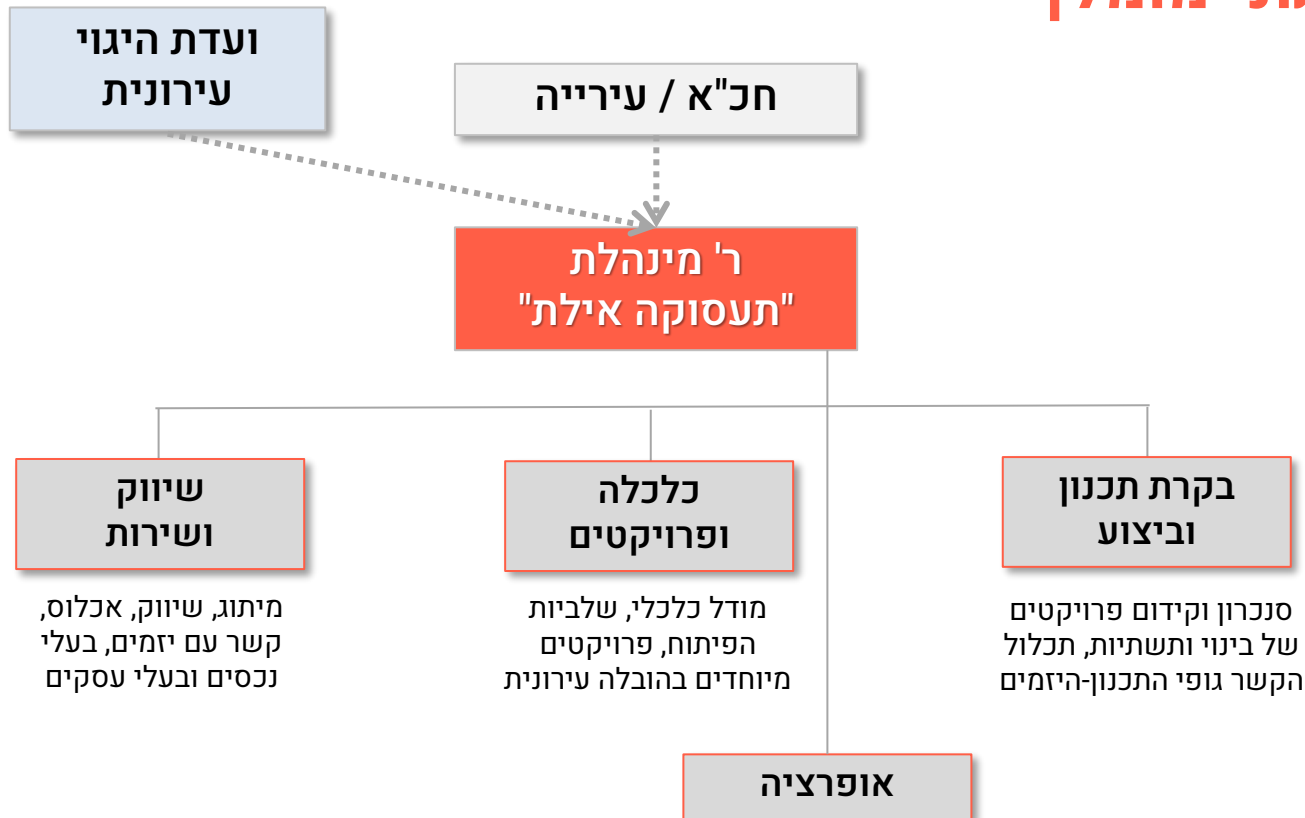 ועדת היגוי
עירונית
חכ"א / עירייה
ר' מינהלת
"תעסוקה אילת"
בקרת תכנון
וביצוע
סנכרון וקידום פרויקטים
של בינוי ותשתיות, תכלול
הקשר גופי התכנון-היזמים
כלכלה
ופרויקטים
מודל כלכלי, שלביות
הפיתוח, פרויקטים
מיוחדים בהובלה עירונית
שיווק
ושירות
מיתוג, שיווק, אכלוס,
קשר עם יזמים, בעלי
נכסים ובעלי עסקים
אופרציה